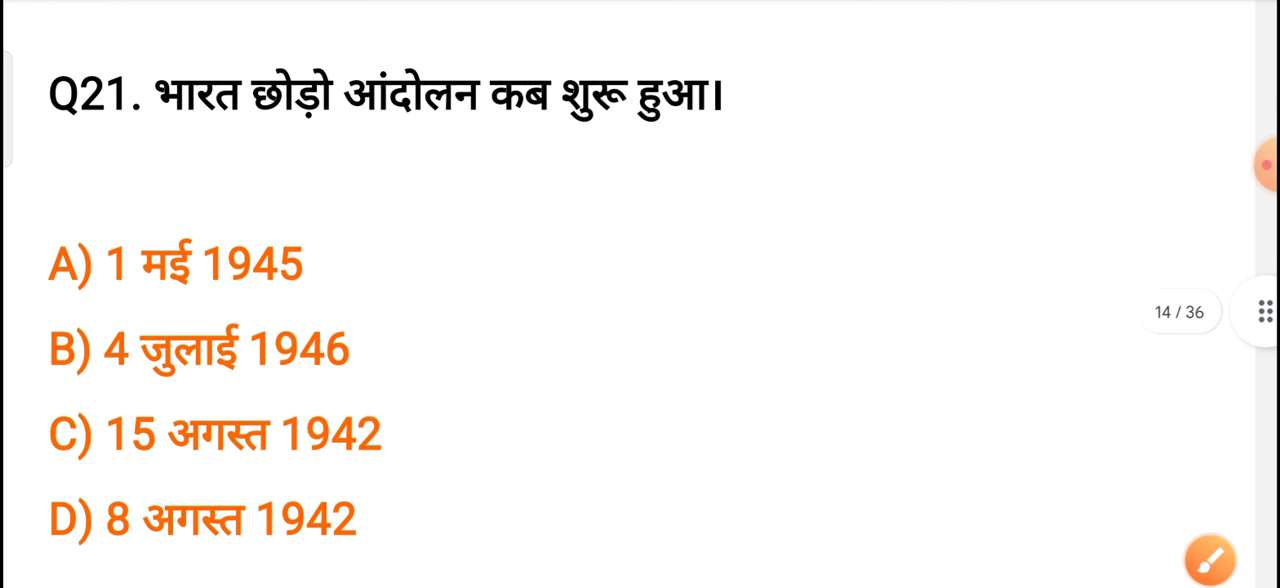 Q21. भारत छोड़ो आंदोलन कब शुरू हुआ।
A) 1 मई 1945
B) 4 जुलाई 1946
14 / 36
C) 15 अगस्त 1942
D) 8 अगस्त 1942